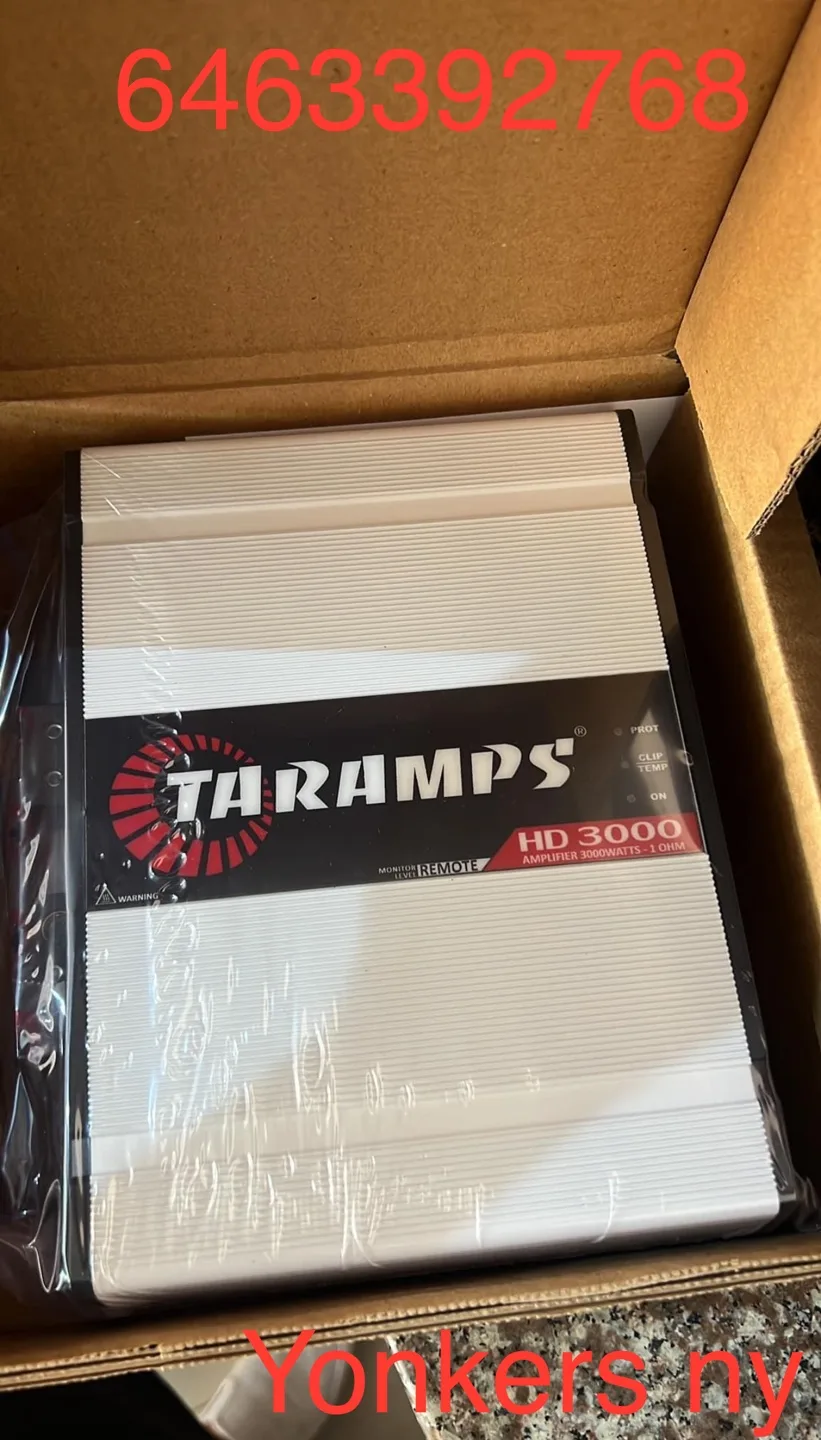 6463392768
TARAMPS®
PROT
CLIP
TEMP
ON
HD 3000
AMPLIFIER 3000WATTS - 1 OHM
MONITOR
LEVEL REMOTE
WARNING
Yonkers ny